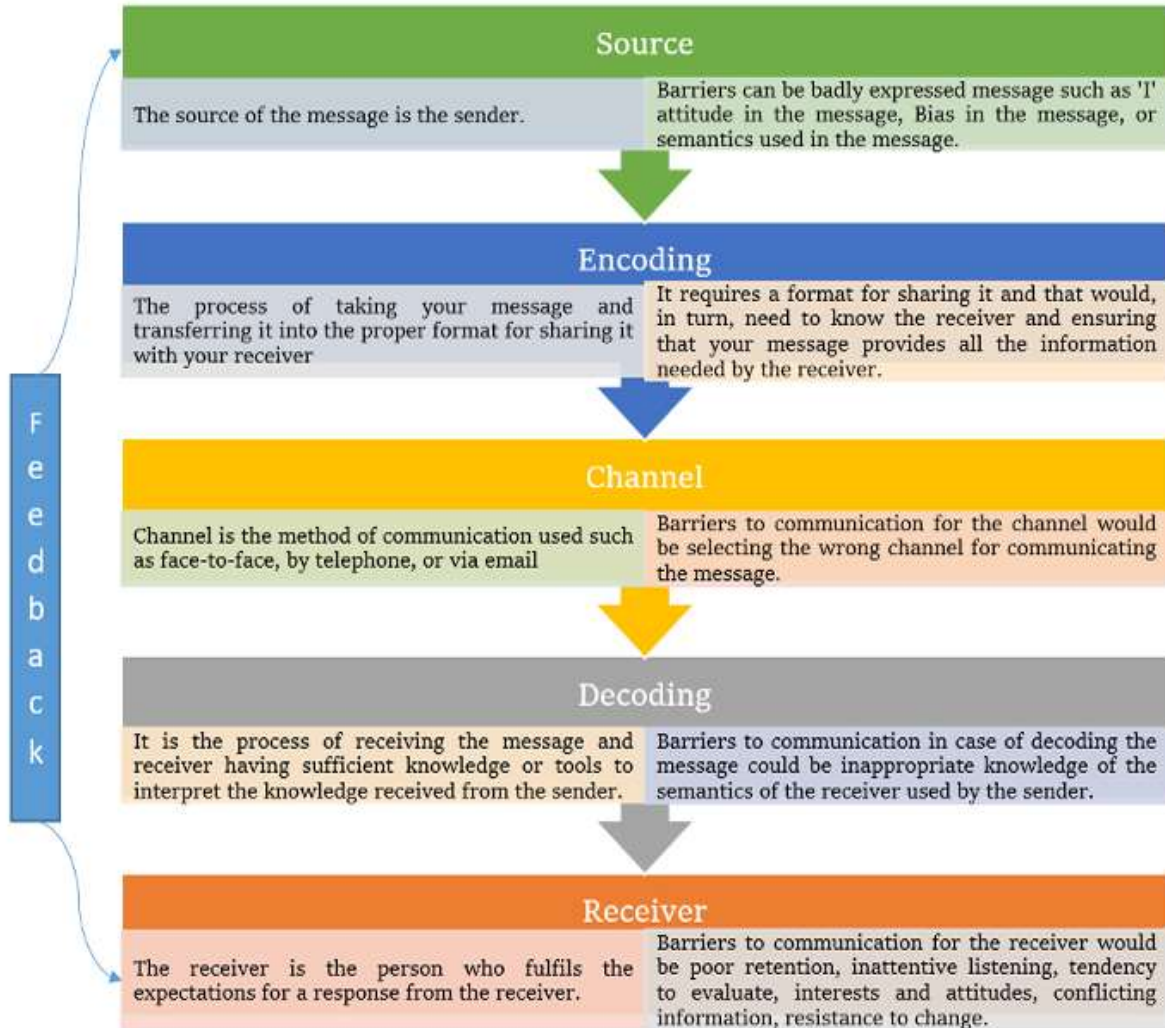 Source
The source of the message is the sender.
Barriers can be badly expressed message such as 'I'
attitude in the message, Bias in the message, or
semantics used in the message.
Encoding
The process of taking your message and
transferring it into the proper format for sharing it
with your receiver
It requires a format for sharing it and that would,
in turn, need to know the receiver and ensuring
that your message provides all the information
needed by the receiver.
Channel
Channel is the method of communication used such
as face-to-face, by telephone, or via email
Barriers to communication for the channel would
be selecting the wrong channel for communicating
the message.
Decoding
It is the process of receiving the message and
receiver having sufficient knowledge or tools to
interpret the knowledge received from the sender.
Barriers to communication in case of decoding the
message could be inappropriate knowledge of the
semantics of the receiver used by the sender.
Receiver
The receiver is the person who fulfils the
expectations for a response from the receiver.
Barriers to communication for the receiver would
be poor retention, inattentive listening, tendency
to evaluate, interests and attitudes, conflicting
information, resistance to change.
Feedback